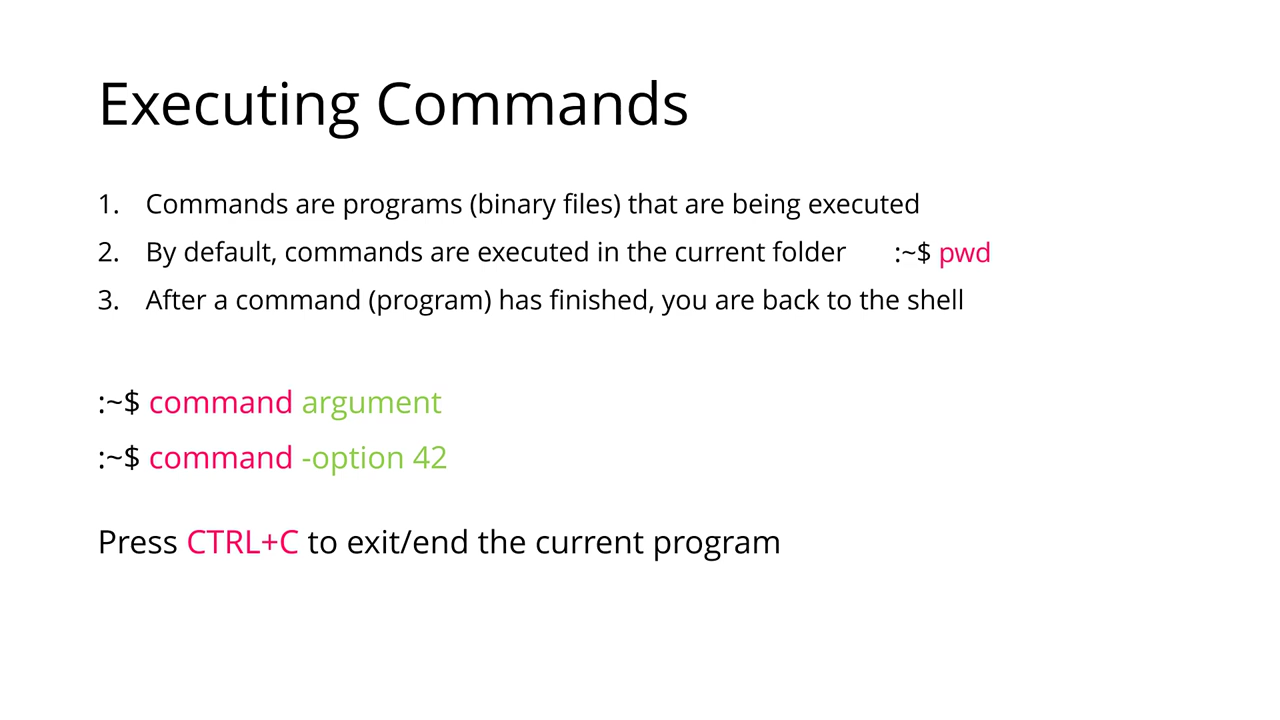 Executing Commands
1. Commands are programs (binary files) that are being executed
2. By default, commands are executed in the current folder :~$ pwd
3. After a command (program) has finished, you are back to the shell
:~$ command argument
:~$ command -option 42
Press CTRL+C to exit/end the current program